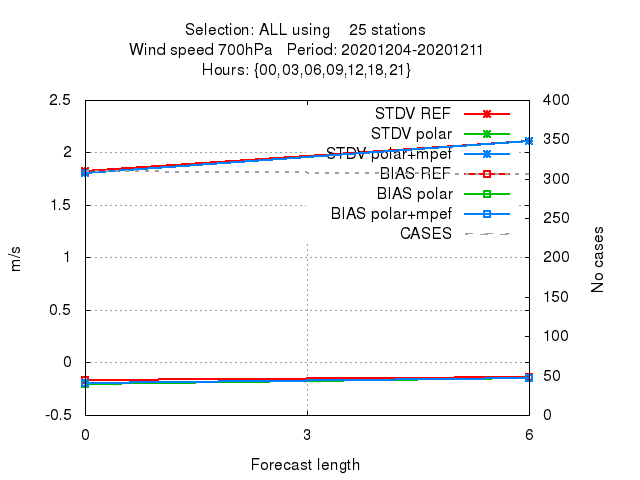 Selection: ALL using 25 stations
Wind speed 700hPa Period: 20201204-20201211
Hours: {00,03,06,09,12,18,21}
2.5
2
1.5
1
0.5
0
-0.5
m/s
400
350
300
250
200
150
100
50
0
No cases
STDV REF
STDV polar
STDV polar+mpef
BIAS REF
BIAS polar
BIAS polar+mpef
CASES
0 3 6
Forecast length